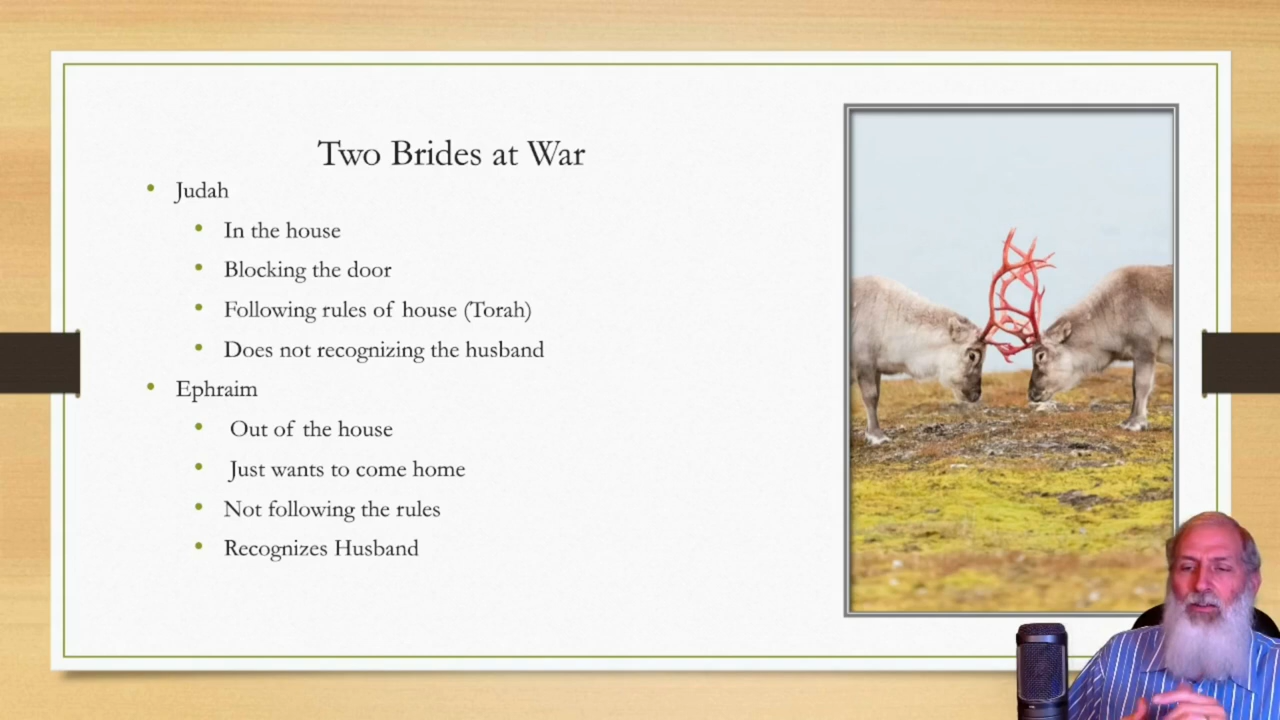 Two Brides at War
• Judah
• In the house
• Blocking the door
• Following rules of house (Torah)
• Does not recognizing the husband
• Ephraim
• Out of the house
• Just wants to come home
• Not following the rules
• Recognizes Husband